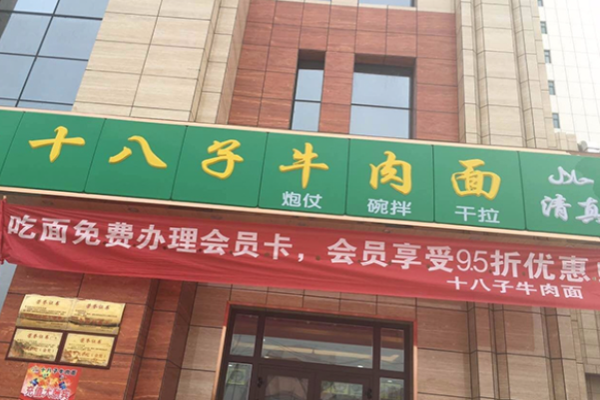 十八子牛肉面
炮仗 碗拌 干拉 清真
吃面免费办理会员卡，会员享受9.5折优惠！
十八子牛肉面